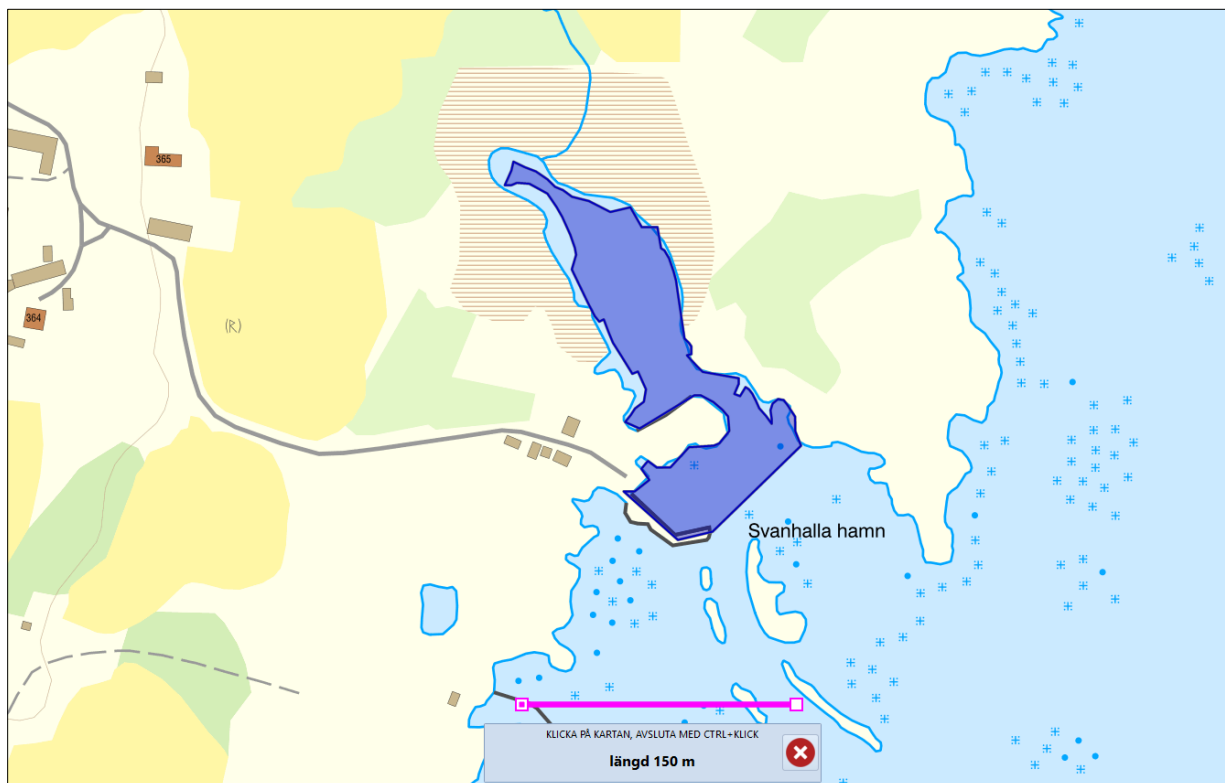 365
364
(R)
Svanhalla hamn
KLICKA PÅ KARTAN, AVSLUTA MED CTRL+KLICK
längd 150 m